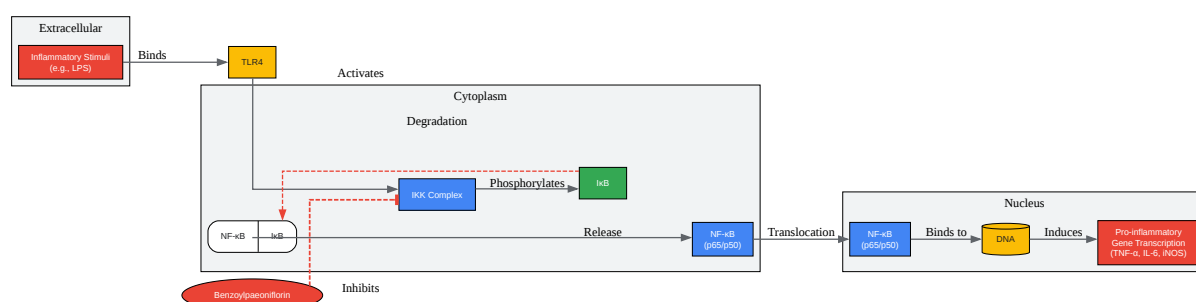 Extracellular
Inflammatory Stimuli
(e.g., LPS)
Binds
TLR4
Activates
Cytoplasm
Degradation
IKK Complex
Phosphorylates
IκB
NF-κB
IκB
Release
NF-κB
(p65/p50)
Translocation
Nucleus
NF-κB
(p65/p50)
Binds to
DNA
Induces
Pro-inflammatory
Gene Transcription
(TNF-α, IL-6, iNOS)
Benzoylpaeoniflorin
Inhibits